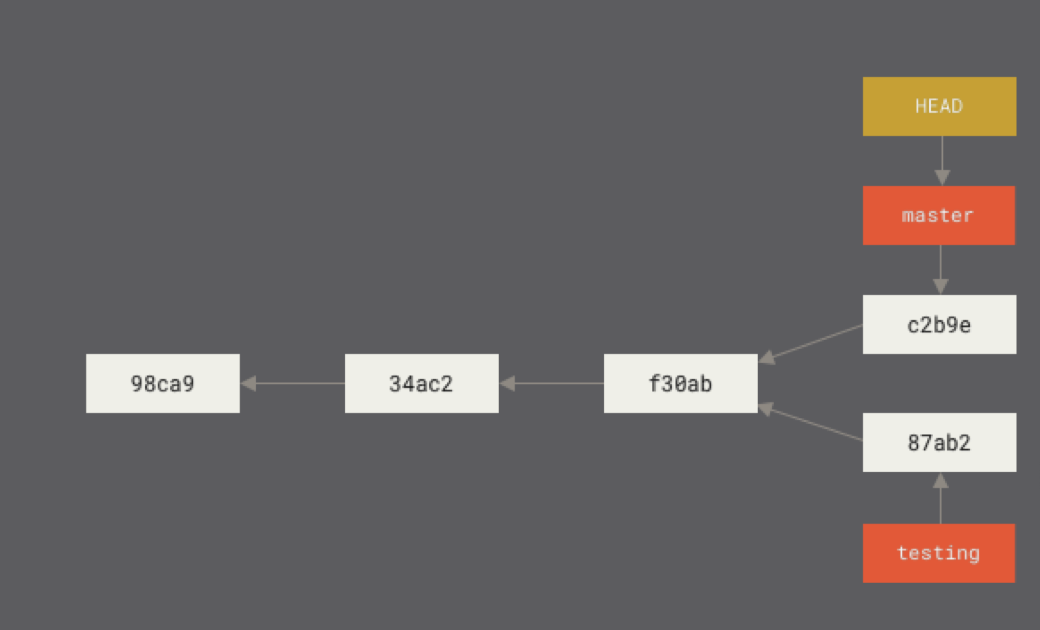 HEAD
master
c2b9e
98ca9
34ac2
f30ab
87ab2
testing